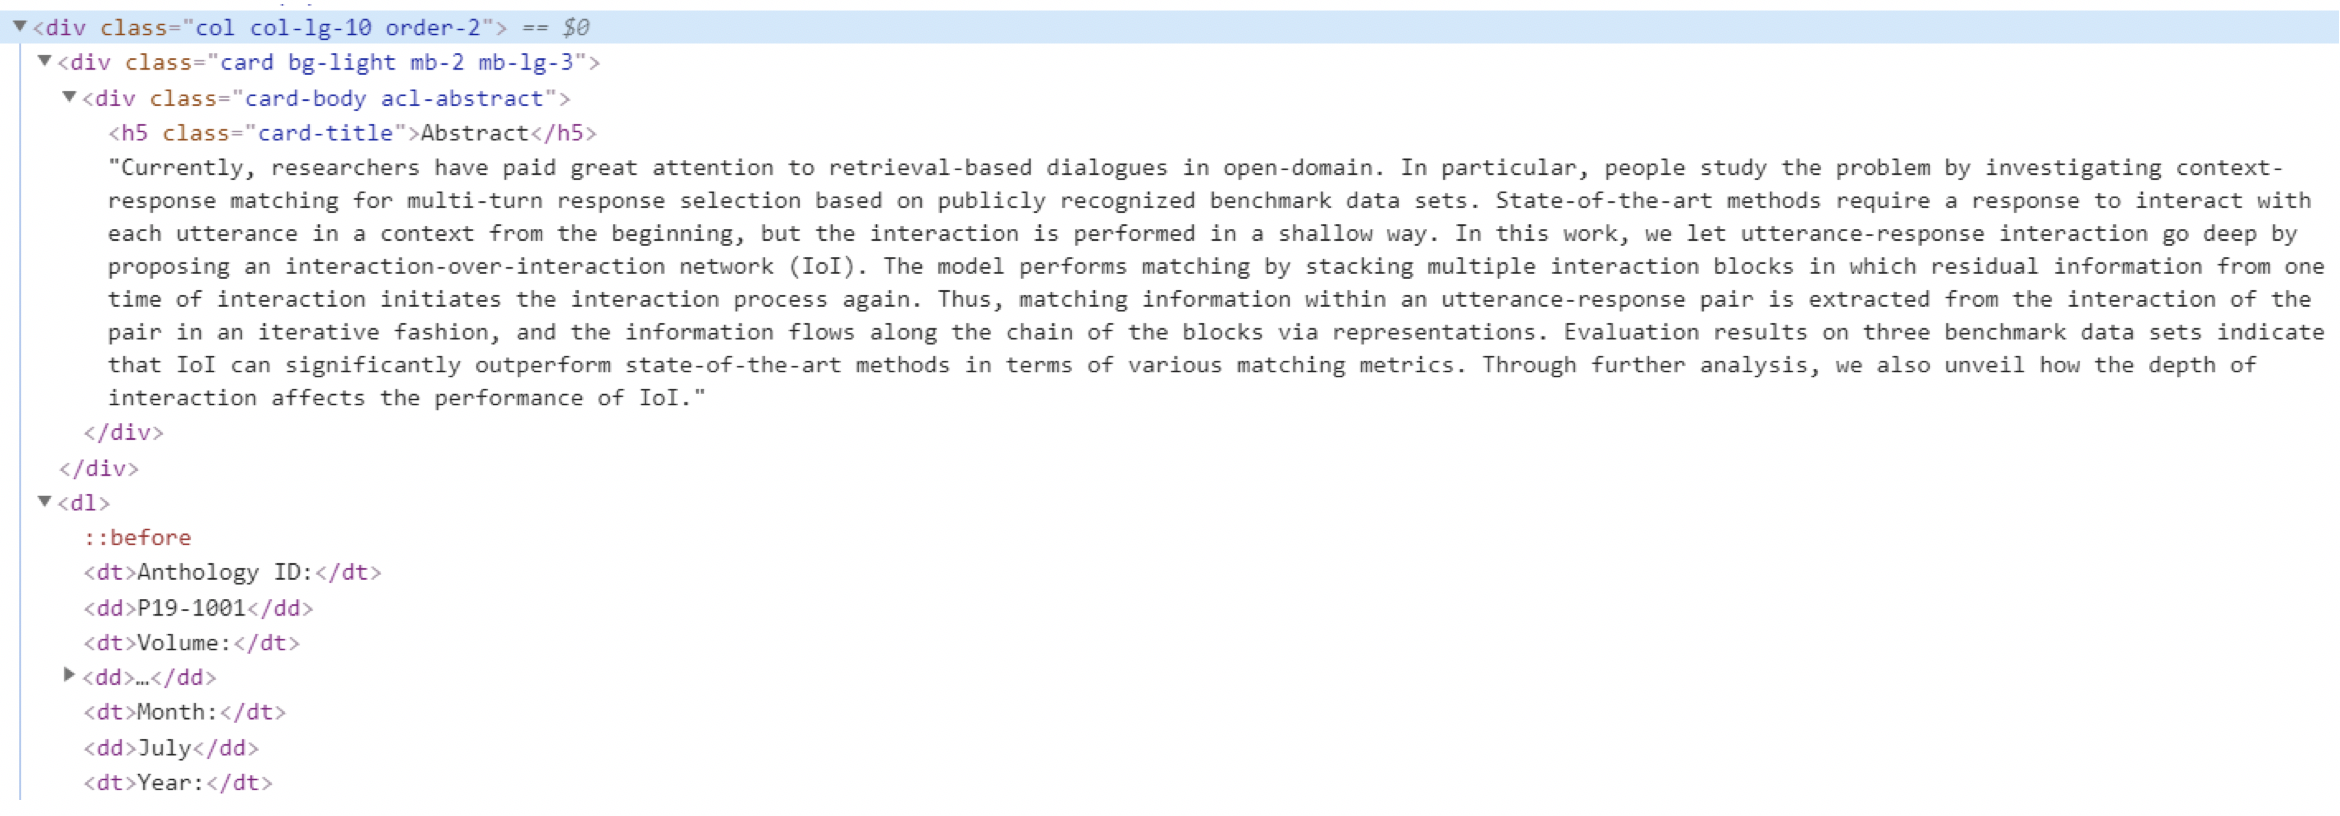 <div class="col col-lg-10 order-2"> == $0
<div class="card bg-light mb-2 mb-lg-3">
<div class="card-body acl-abstract">
<h5 class="card-title">Abstract</h5>
"Currently, researchers have paid great attention to retrieval-based dialogues in open-domain. In particular, people study the problem by investigating context-
response matching for multi-turn response selection based on publicly recognized benchmark data sets. State-of-the-art methods require a response to interact with
each utterance in a context from the beginning, but the interaction is performed in a shallow way. In this work, we let utterance-response interaction go deep by
proposing an interaction-over-interaction network (IoI). The model performs matching by stacking multiple interaction blocks in which residual information from one
time of interaction initiates the interaction process again. Thus, matching information within an utterance-response pair is extracted from the interaction of the
pair in an iterative fashion, and the information flows along the chain of the blocks via representations. Evaluation results on three benchmark data sets indicate
that IoI can significantly outperform state-of-the-art methods in terms of various matching metrics. Through further analysis, we also unveil how the depth of
interaction affects the performance of IoI."
</div>
</div>
<dl>
::before
<dt>Anthology ID:</dt>
<dd>P19-1001</dd>
<dt>Volume:</dt>
<dd>…</dd>
<dt>Month:</dt>
<dd>July</dd>
<dt>Year:</dt>